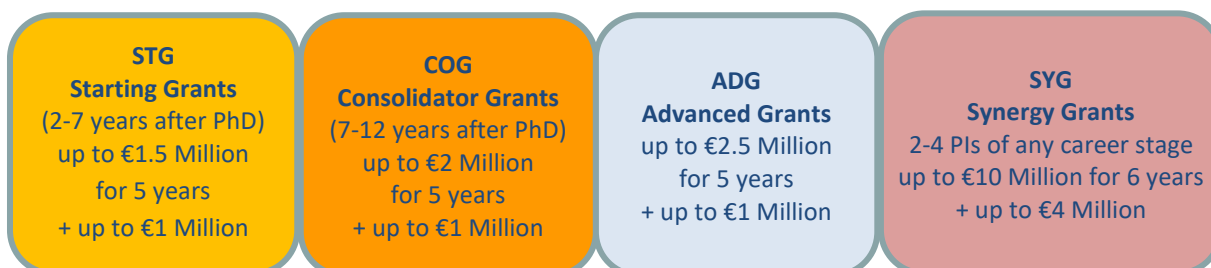 STG
Starting Grants
(2-7 years after PhD)
up to €1.5 Million
for 5 years
+ up to €1 Million
COG
Consolidator Grants
(7-12 years after PhD)
up to €2 Million
for 5 years
+ up to €1 Million
ADG
Advanced Grants
up to €2.5 Million
for 5 years
+ up to €1 Million
SYG
Synergy Grants
2-4 PIs of any career stage
up to €10 Million for 6 years
+ up to €4 Million